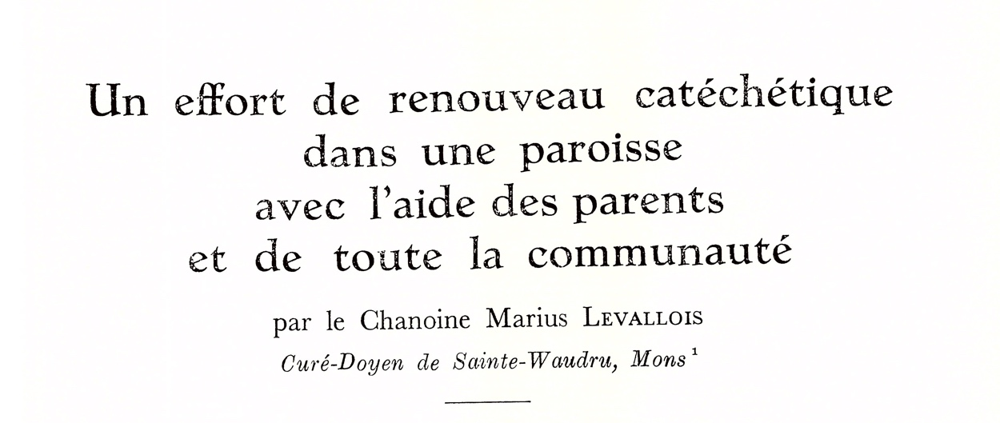 Un effort de renouveau catéchétique
dans une paroisse
avec l'aide des parents
et de toute la communauté
par le Chanoine Marius LEVALLOIS
Curé-Doyen de Sainte-Waudru, Mons¹